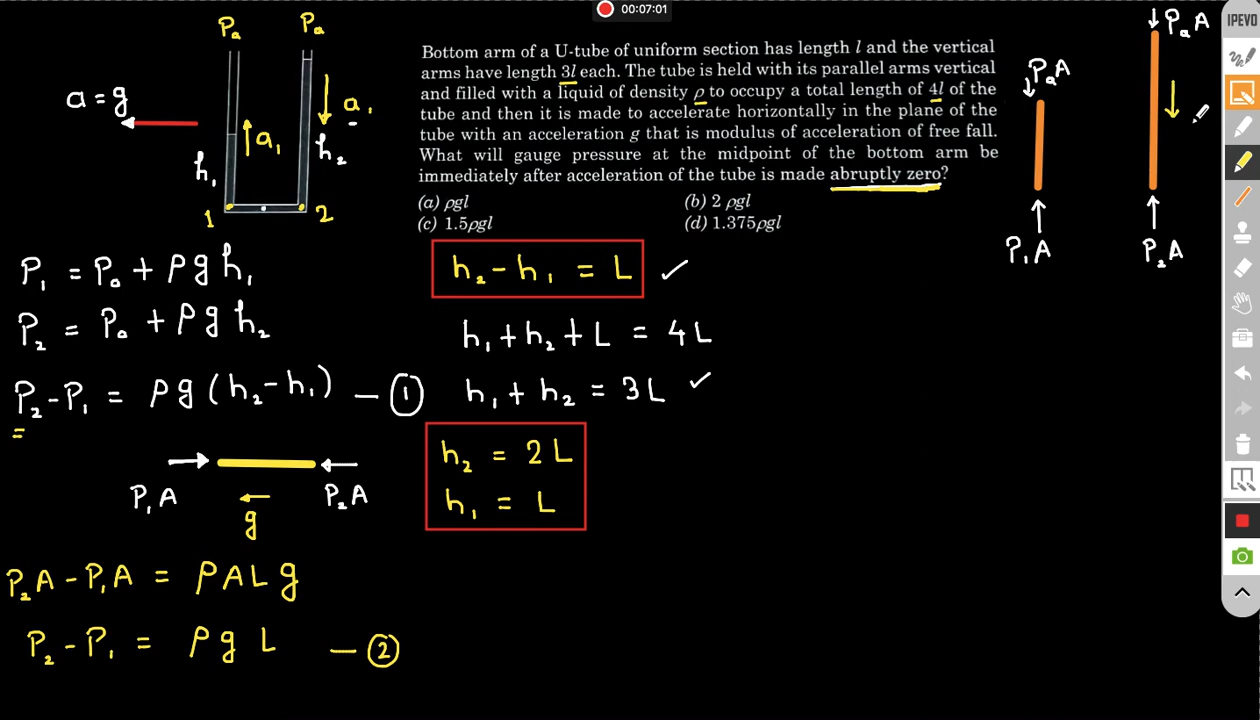 00:07:01
IPEVO
Pa Pa
a = g
a₁
a₁
h₁
h₂
1 2
Bottom arm of a U-tube of uniform section has length l and the vertical
arms have length 3l each. The tube is held with its parallel arms vertical
and filled with a liquid of density ρ to occupy a total length of 4l of the
tube and then it is made to accelerate horizontally in the plane of the
tube with an acceleration g that is modulus of acceleration of free fall.
What will gauge pressure at the midpoint of the bottom arm be
immediately after acceleration of the tube is made abruptly zero?
(a) ρgl (b) 2 ρgl
(c) 1.5ρgl (d) 1.375ρgl
PaA
P₁A
PaA
P₂A
P₁ = P₀ + ρgh₁
P₂ = P₀ + ρgh₂
P₂-P₁ = ρg(h₂-h₁) — ①
=
P₁A P₂A
g
P₂A-P₁A = ρALg
P₂-P₁ = ρgL — ②
h₂-h₁ = L ✓
h₁+h₂+L = 4L
h₁+h₂ = 3L ✓
h₂ = 2L
h₁ = L